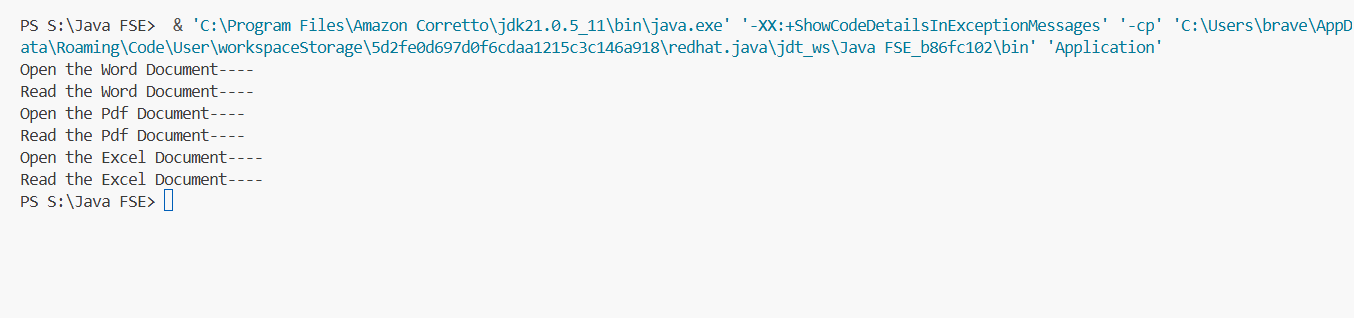 PS S:\Java FSE>  & 'C:\Program Files\Amazon Corretto\jdk21.0.5_11\bin\java.exe' '-XX:+ShowCodeDetailsInExceptionMessages' '-cp' 'C:\Users\brave\AppD
ata\Roaming\Code\User\workspaceStorage\5d2fe0d697d0f6cdaa1215c3c146a918\redhat.java\jdt_ws\Java FSE_b86fc102\bin' 'Application'
Open the Word Document----
Read the Word Document----
Open the Pdf Document----
Read the Pdf Document----
Open the Excel Document----
Read the Excel Document----
PS S:\Java FSE>